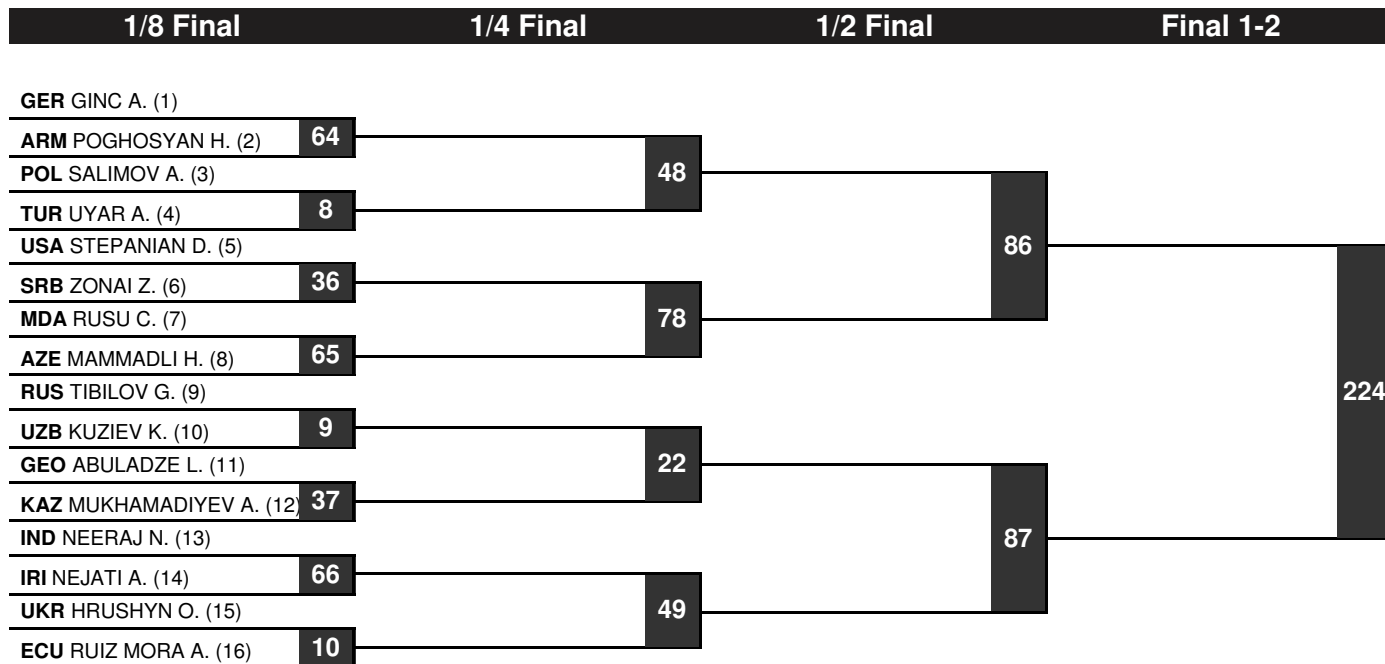 1/8 Final 1/4 Final 1/2 Final Final 1-2
GER GINC A. (1)
64
ARM POGHOSYAN H. (2)
48
POL SALIMOV A. (3)
8
TUR UYAR A. (4)
86
USA STEPANIAN D. (5)
36
SRB ZONAI Z. (6)
78
MDA RUSU C. (7)
65
AZE MAMMADLI H. (8)
224
RUS TIBILOV G. (9)
9
UZB KUZIEV K. (10)
22
GEO ABULADZE L. (11)
37
KAZ MUKHAMADIYEV A. (12)
87
IND NEERAJ N. (13)
66
IRI NEJATI A. (14)
49
UKR HRUSHYN O. (15)
10
ECU RUIZ MORA A. (16)